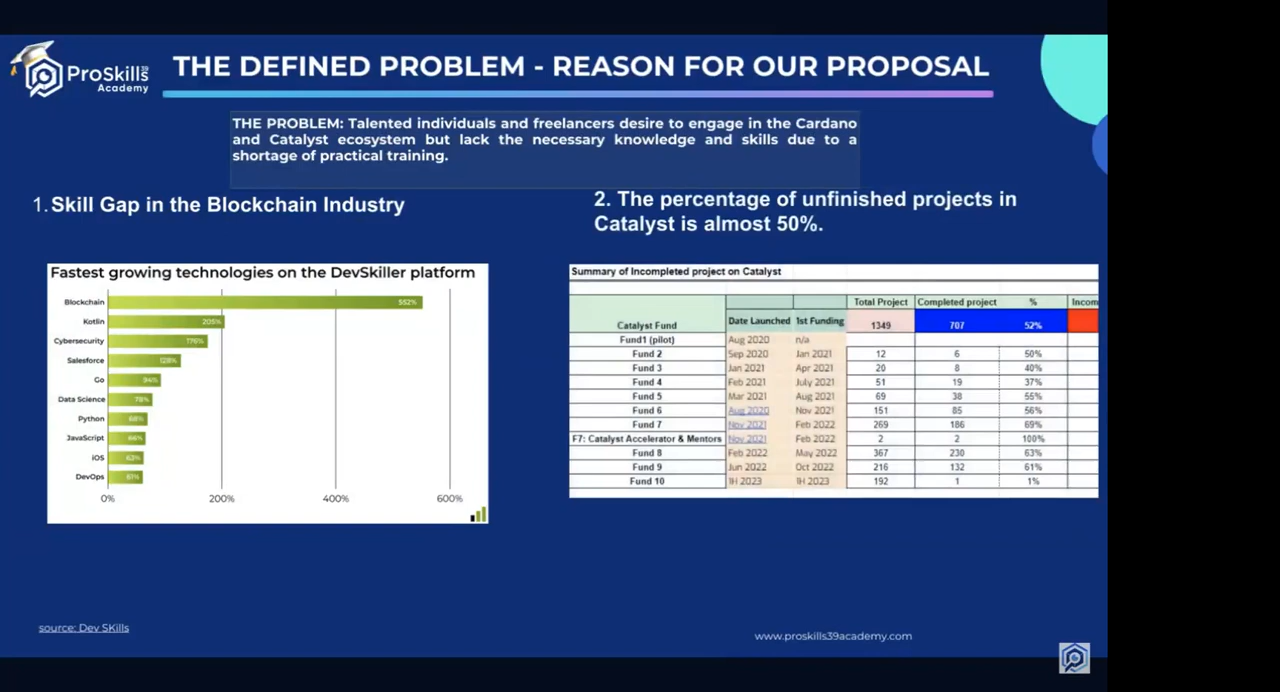 ProSkills39
Academy
THE DEFINED PROBLEM - REASON FOR OUR PROPOSAL
THE PROBLEM: Talented individuals and freelancers desire to engage in the Cardano
and Catalyst ecosystem but lack the necessary knowledge and skills due to a
shortage of practical training.
1. Skill Gap in the Blockchain Industry
Fastest growing technologies on the DevSkiller platform
Blockchain 552%
Kotlin 205%
Cybersecurity 176%
Salesforce 128%
Go 94%
Data Science 78%
Python 68%
JavaScript 66%
iOS 63%
DevOps 61%
0% 200% 400% 600%
source: Dev SKills
2. The percentage of unfinished projects in
Catalyst is almost 50%.
Summary of Incompleted project on Catalyst
Total Project Completed project % Incom
Catalyst Fund Date Launched 1st Funding 1349 707 52%
Fund1 (pilot) Aug 2020 n/a
Fund 2 Sep 2020 Jan 2021 12 6 50%
Fund 3 Jan 2021 Apr 2021 20 8 40%
Fund 4 Feb 2021 July 2021 51 19 37%
Fund 5 Mar 2021 Aug 2021 69 38 55%
Fund 6 Aug 2020 Nov 2021 151 85 56%
Fund 7 Nov 2021 Feb 2022 269 186 69%
F7: Catalyst Accelerator & Mentors Nov 2021 Feb 2022 2 2 100%
Fund 8 Feb 2022 May 2022 367 230 63%
Fund 9 Jun 2022 Oct 2022 216 132 61%
Fund 10 1H 2023 1H 2023 192 1 1%
www.proskills39academy.com